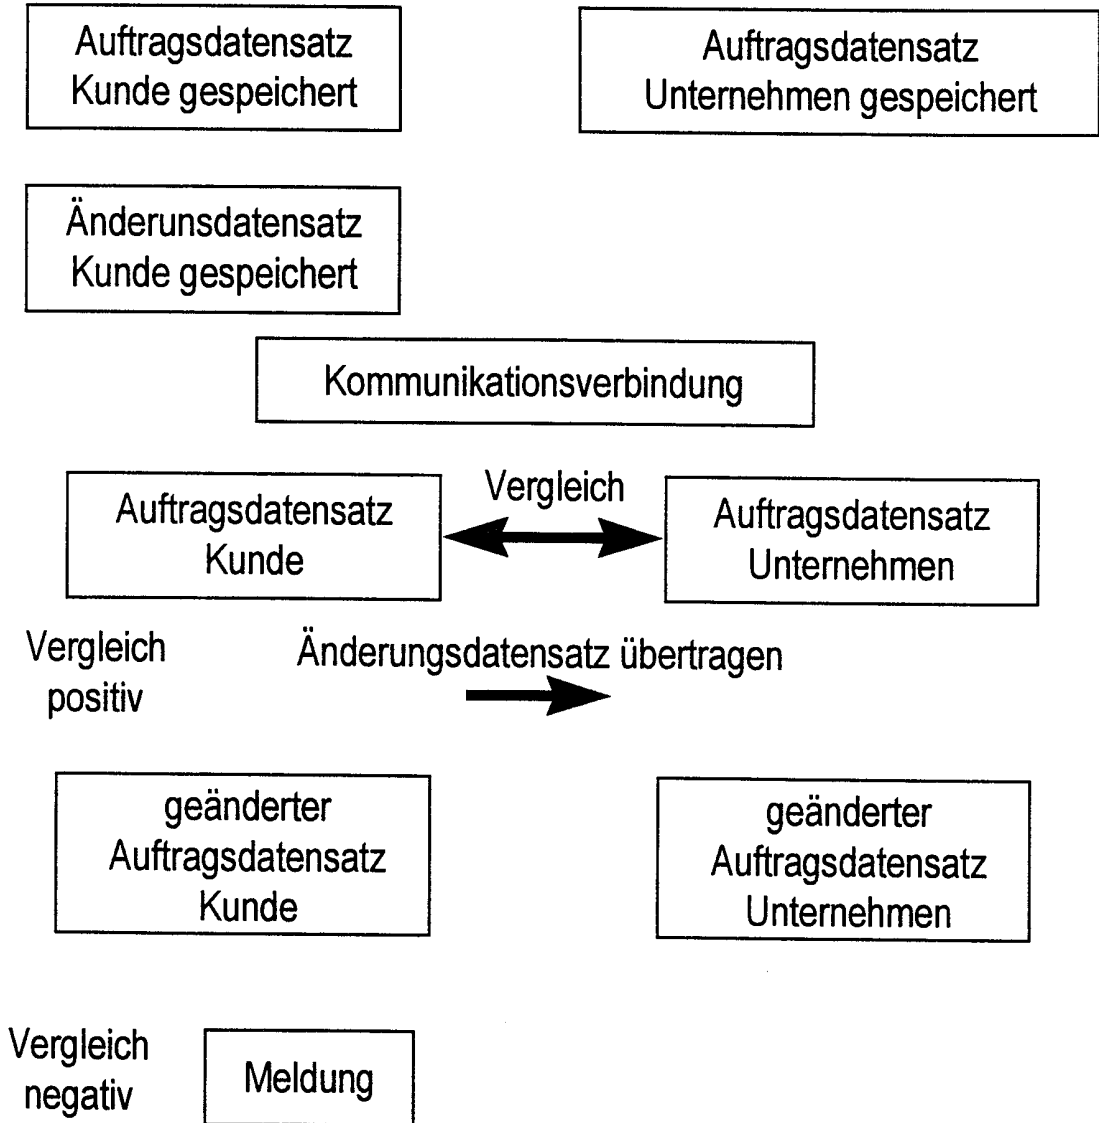 Auftragsdatensatz
Kunde gespeichert
Auftragsdatensatz
Unternehmen gespeichert
Änderunsdatensatz
Kunde gespeichert
Kommunikationsverbindung
Auftragsdatensatz
Kunde
Vergleich
Auftragsdatensatz
Unternehmen
Vergleich
positiv
Änderungsdatensatz übertragen
geänderter
Auftragsdatensatz
Kunde
geänderter
Auftragsdatensatz
Unternehmen
Vergleich
negativ
Meldung